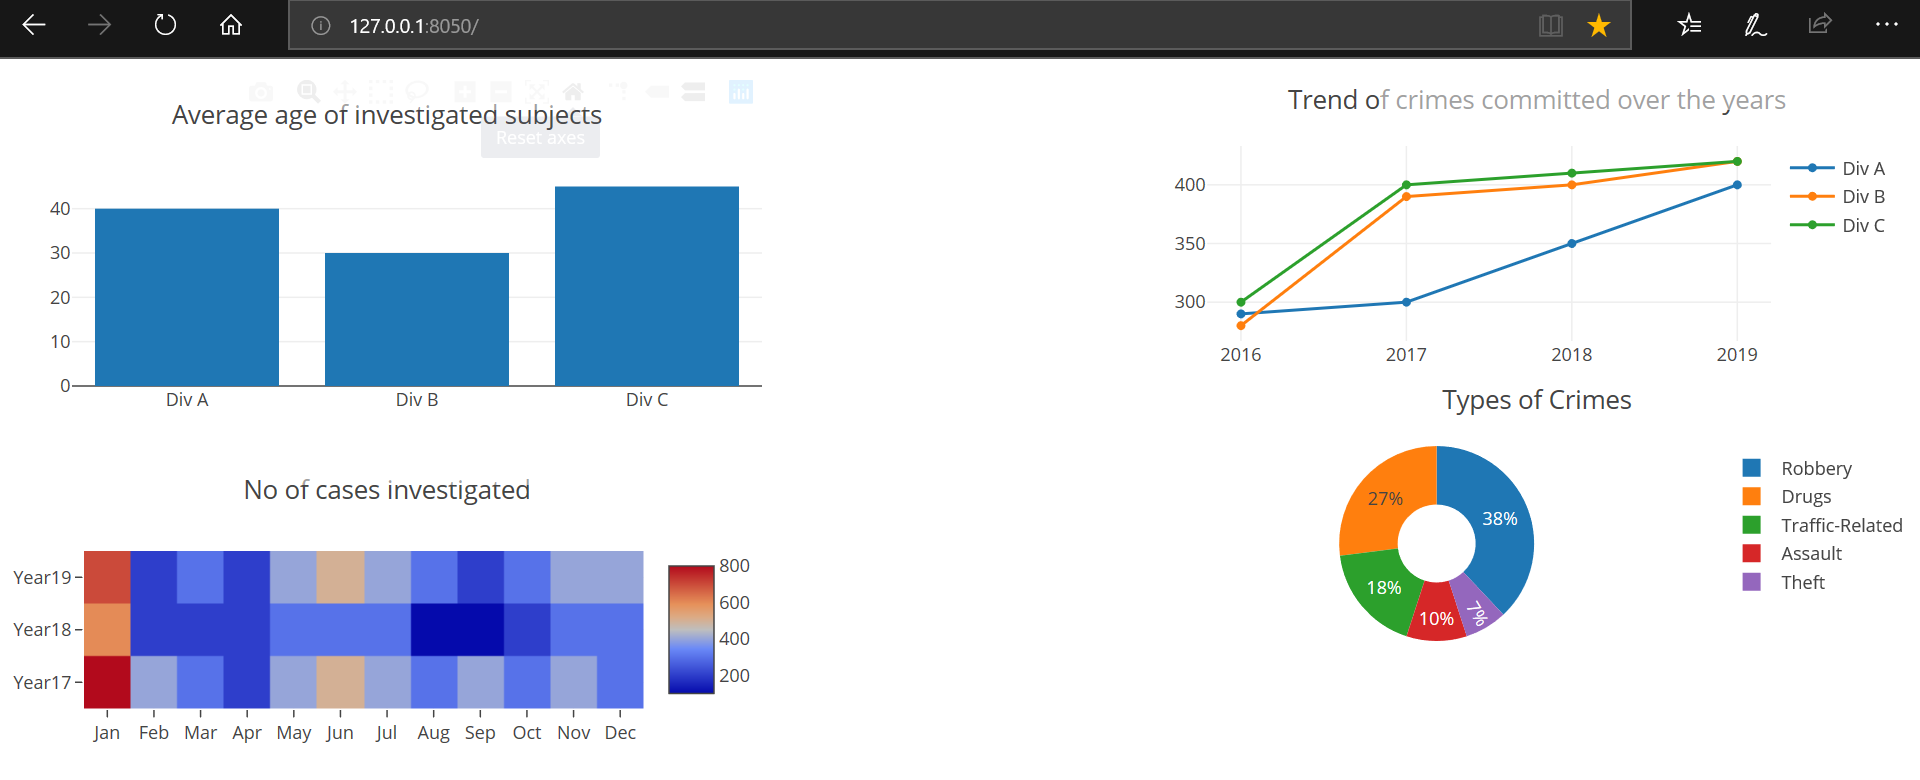 127.0.0.1:8050/
Average age of investigated subjects
Reset axes
40
30
20
10
0
Div A Div B Div C
Trend of crimes committed over the years
400
350
300
2016 2017 2018 2019
Div A
Div B
Div C
No of cases investigated
Year19
Year18
Year17
Jan Feb Mar Apr May Jun Jul Aug Sep Oct Nov Dec
800
600
400
200
Types of Crimes
27%
38%
18%
10%
7%
Robbery
Drugs
Traffic-Related
Assault
Theft